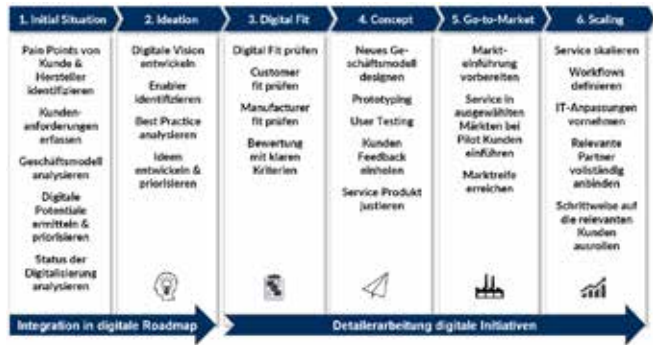 1. Initial Situation
Pain Points von
Kunde &
Hersteller
identifizieren
Kunden-
anforderungen
erfassen
Geschäftsmodell
analysieren
Digitale
Potentiale
ermitteln &
priorisieren
Status der
Digitalisierung
analysieren
2. Ideation
Digitale Vision
entwickeln
Enabler
identifizieren
Best Practice
analysieren
Ideen
entwickeln &
priorisieren
3. Digital Fit
Digital Fit prüfen
Customer
fit prüfen
Manufacturer
fit prüfen
Bewertung
mit klaren
Kriterien
4. Concept
Neues Ge-
schäftsmodell
designen
Prototyping
User Testing
Kunden
Feedback
einholen
Service Produkt
justieren
5. Go-to-Market
Markt-
einführung
vorbereiten
Service in
ausgewählten
Märkten bei
Pilot Kunden
einführen
Marktreife
erreichen
6. Scaling
Service skalieren
Workflows
definieren
IT-Anpassungen
vornehmen
Relevante
Partner
vollständig
anbinden
Schrittweise auf
die relevanten
Kunden
ausrollen
Integration in digitale Roadmap
Detailerarbeitung digitale Initiativen